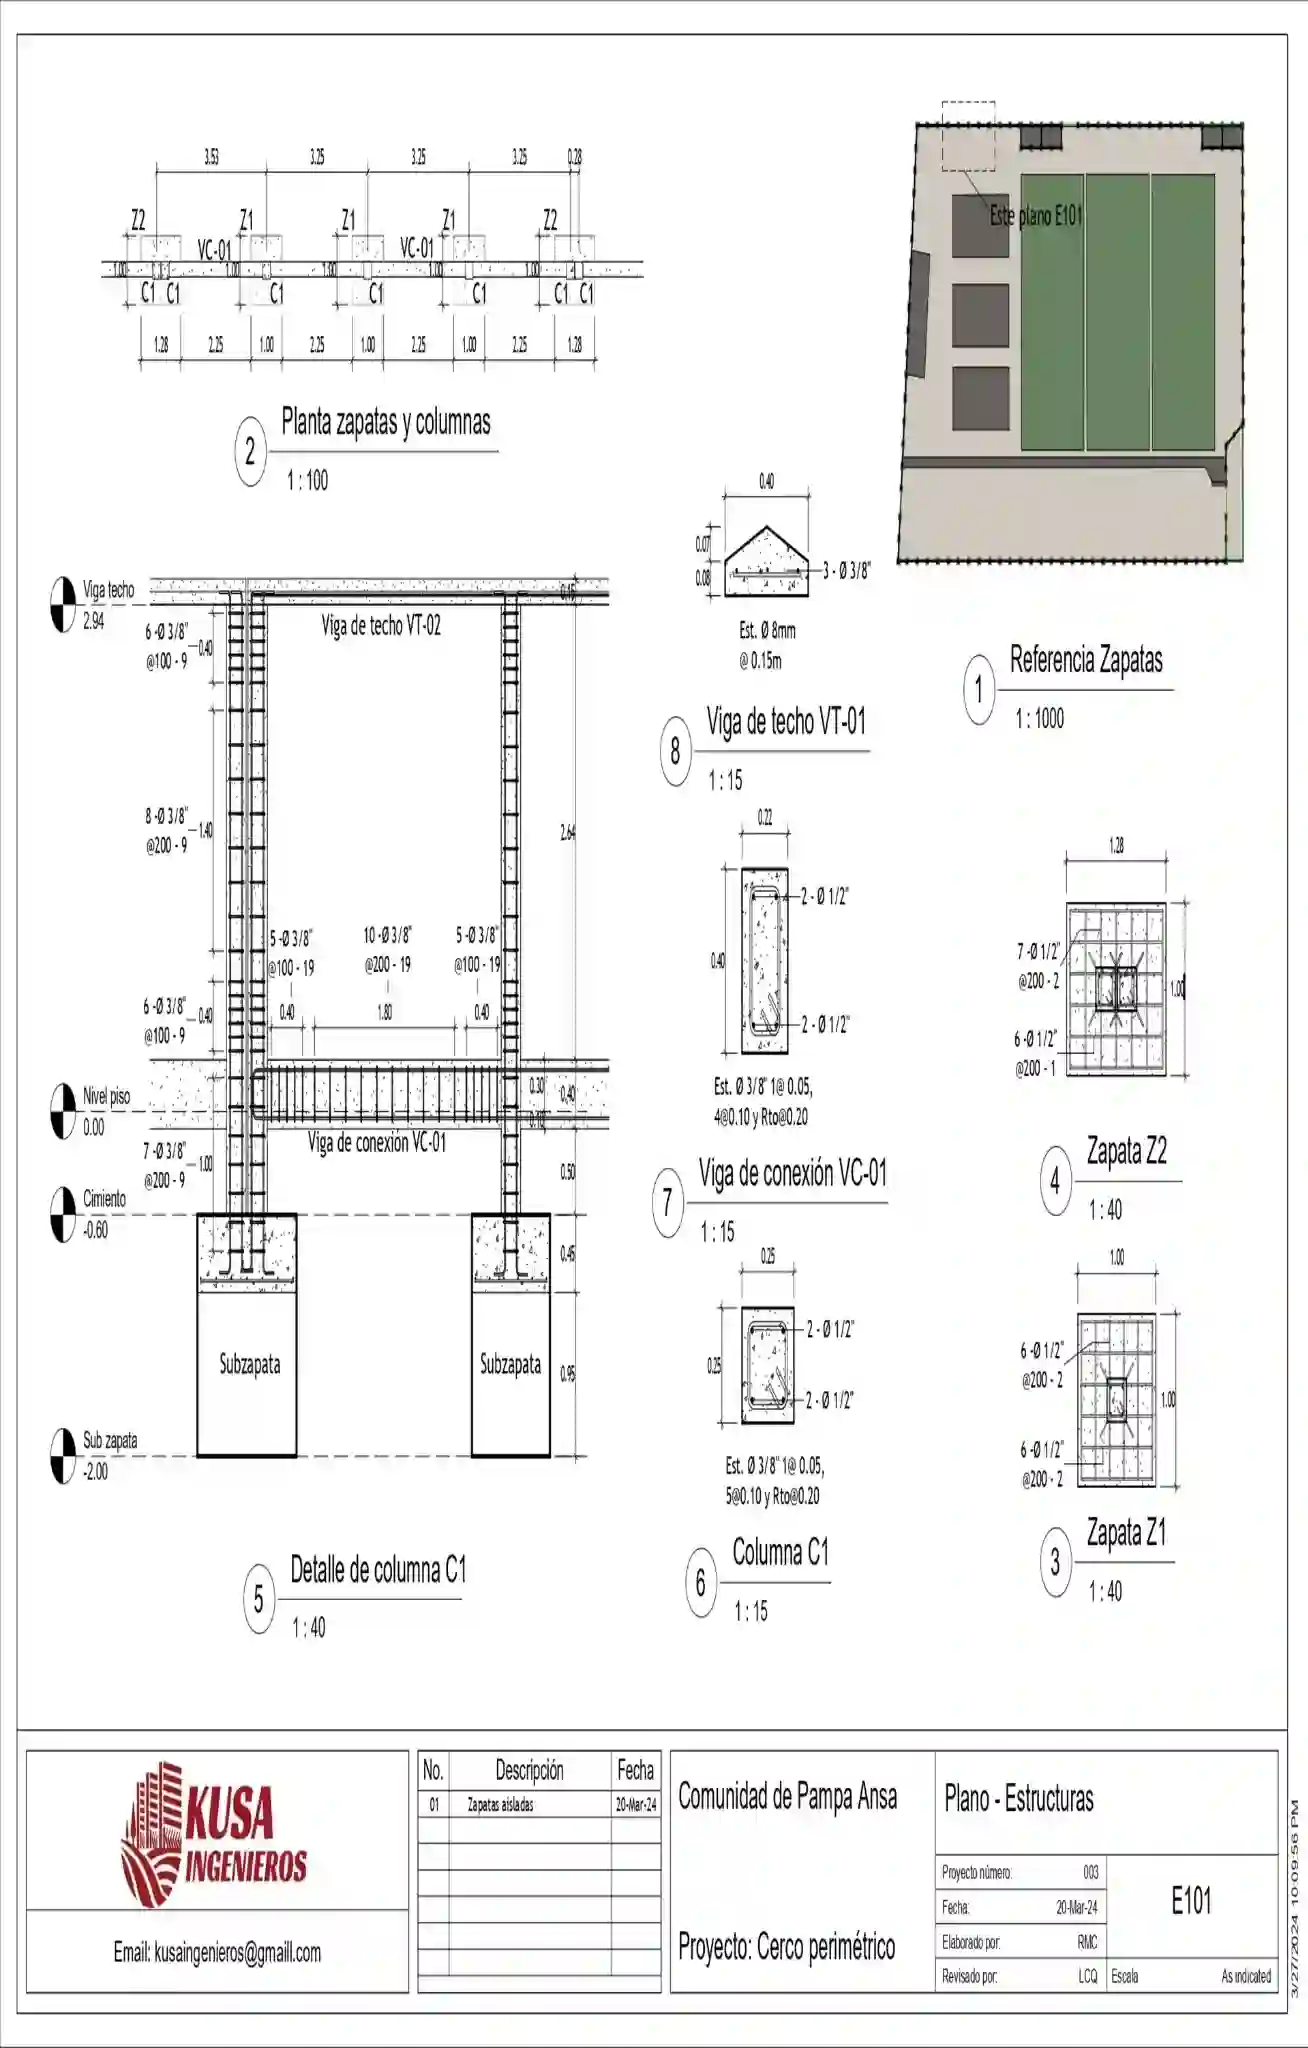 3.53
3.25
3.25
3.25
0.28
Z2
Z1
Z1
Z1
Z2
VC-01
VC-01
1.00
1.00
1.00
1.00
1.00
C1 C1
C1
C1
C1
C1 C1
1.28
2.25
1.00
2.25
1.00
2.25
1.00
2.25
1.28
2
Planta zapatas y columnas
1 : 100
Este plano E101
1
Referencia Zapatas
1 : 1000
0.40
0.07
0.08
3 - Ø 3/8"
Est. Ø 8mm
@ 0.15m
8
Viga de techo VT-01
1 : 15
Viga techo
2.94
0.15
Viga de techo VT-02
6 -Ø 3/8"
@100 - 9
0.40
8 -Ø 3/8"
@200 - 9
1.40
2.64
5 -Ø 3/8"
@100 - 19
10 -Ø 3/8"
@200 - 19
5 -Ø 3/8"
@100 - 19
0.40
1.80
0.40
6 -Ø 3/8"
@100 - 9
0.40
Nivel piso
0.00
0.30
0.10
0.40
Viga de conexión VC-01
7 -Ø 3/8"
@200 - 9
1.00
0.50
Cimiento
-0.60
0.45
Subzapata
Subzapata
0.95
Sub zapata
-2.00
5
Detalle de columna C1
1 : 40
0.22
0.40
2 - Ø 1/2"
2 - Ø 1/2"
Est. Ø 3/8" 1@ 0.05,
4@0.10 y Rto@0.20
7
Viga de conexión VC-01
1 : 15
0.25
0.25
2 - Ø 1/2"
2 - Ø 1/2"
Est. Ø 3/8" 1@ 0.05,
5@0.10 y Rto@0.20
6
Columna C1
1 : 15
1.28
7 -Ø 1/2"
@200 - 2
6 -Ø 1/2"
@200 - 1
1.00
4
Zapata Z2
1 : 40
1.00
6 -Ø 1/2"
@200 - 2
6 -Ø 1/2"
@200 - 2
1.00
3
Zapata Z1
1 : 40
KUSA
INGENIEROS
Email: kusaingenieros@gmaiill.com
No. Descripción Fecha
01 Zapatas aisladas 20-Mar-24
Comunidad de Pampa Ansa
Proyecto: Cerco perimétrico
Plano - Estructuras
Proyecto número: 003
Fecha: 20-Mar-24
Elaborado por: RMC
Revisado por: LCQ
E101
Escala As indicated
3/27/2024 10:09:56 PM